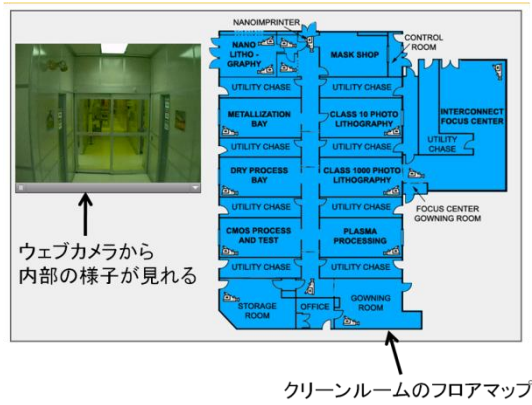 NANOIMPRINTER
CONTROL
ROOM
NANO
LITHO -
GRAPHY
MASK SHOP
UTILITY CHASE
UTILITY CHASE
METALLIZATION
BAY
CLASS 10 PHOTO
LITHOGRAPHY
INTERCONNECT
FOCUS CENTER
UTILITY
CHASE
UTILITY CHASE
UTILITY CHASE
DRY PROCESS
BAY
CLASS 1000 PHOTO
LITHOGRAPHY
UTILITY CHASE
UTILITY CHASE
FOCUS CENTER
GOWNING ROOM
CMOS PROCESS
AND TEST
PLASMA
PROCESSING
UTILITY CHASE
UTILITY CHASE
STORAGE
ROOM
OFFICE
GOWNING
ROOM
ウェブカメラから
内部の様子が見れる
クリーンルームのフロアマップ